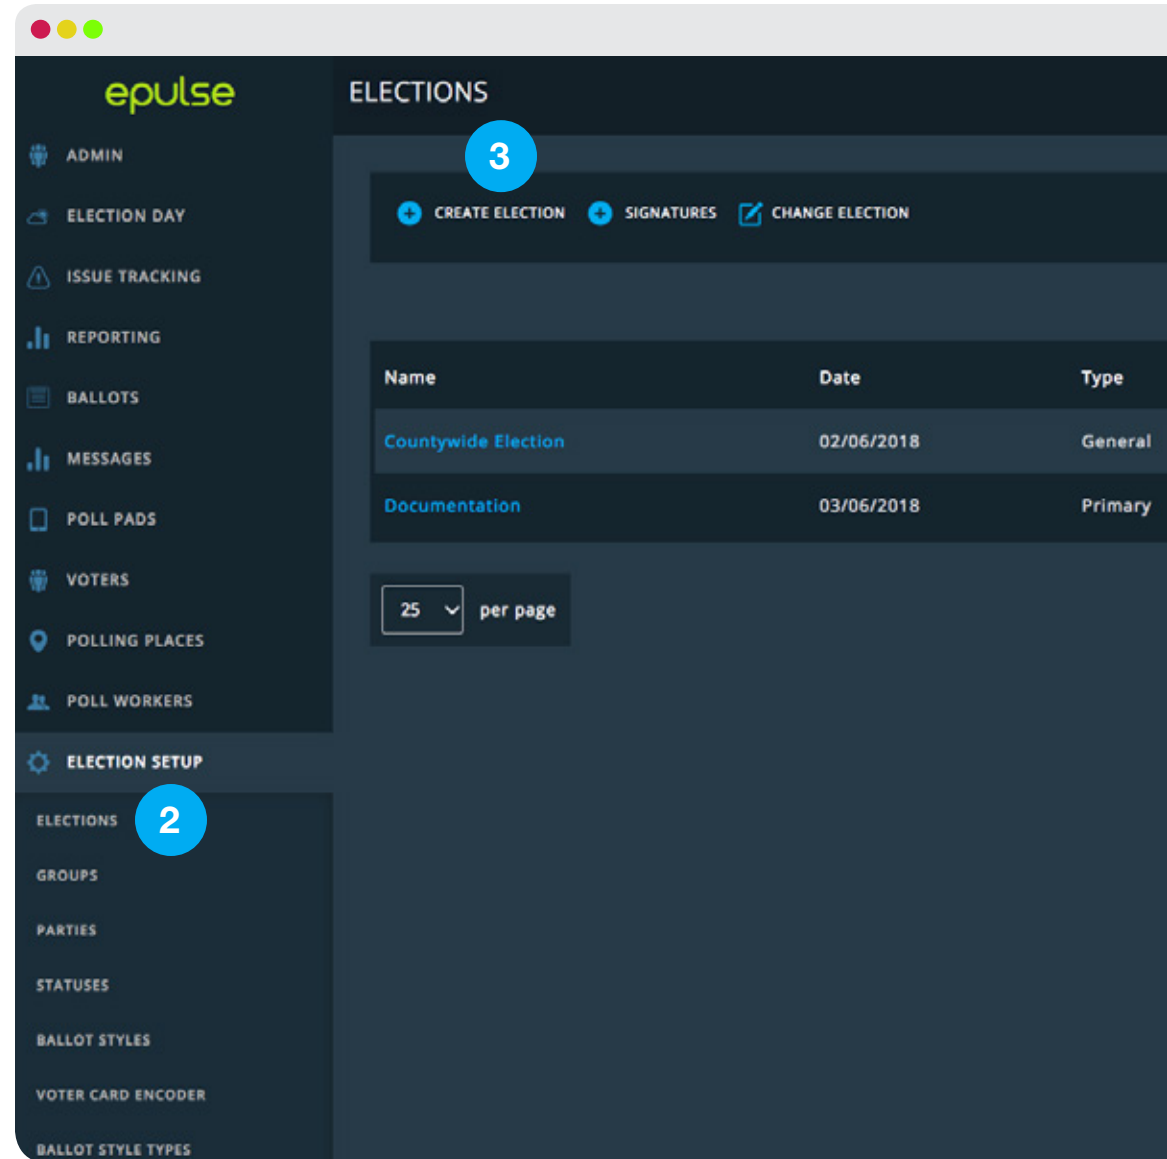 epulse
ELECTIONS
ADMIN
ELECTION DAY
ISSUE TRACKING
REPORTING
BALLOTS
MESSAGES
POLL PADS
VOTERS
POLLING PLACES
POLL WORKERS
ELECTION SETUP
ELECTIONS 2
GROUPS
PARTIES
STATUSES
BALLOT STYLES
VOTER CARD ENCODER
BALLOT STYLE TYPES
3
CREATE ELECTION SIGNATURES CHANGE ELECTION
Name Date Type
Countywide Election 02/06/2018 General
Documentation 03/06/2018 Primary
25 per page